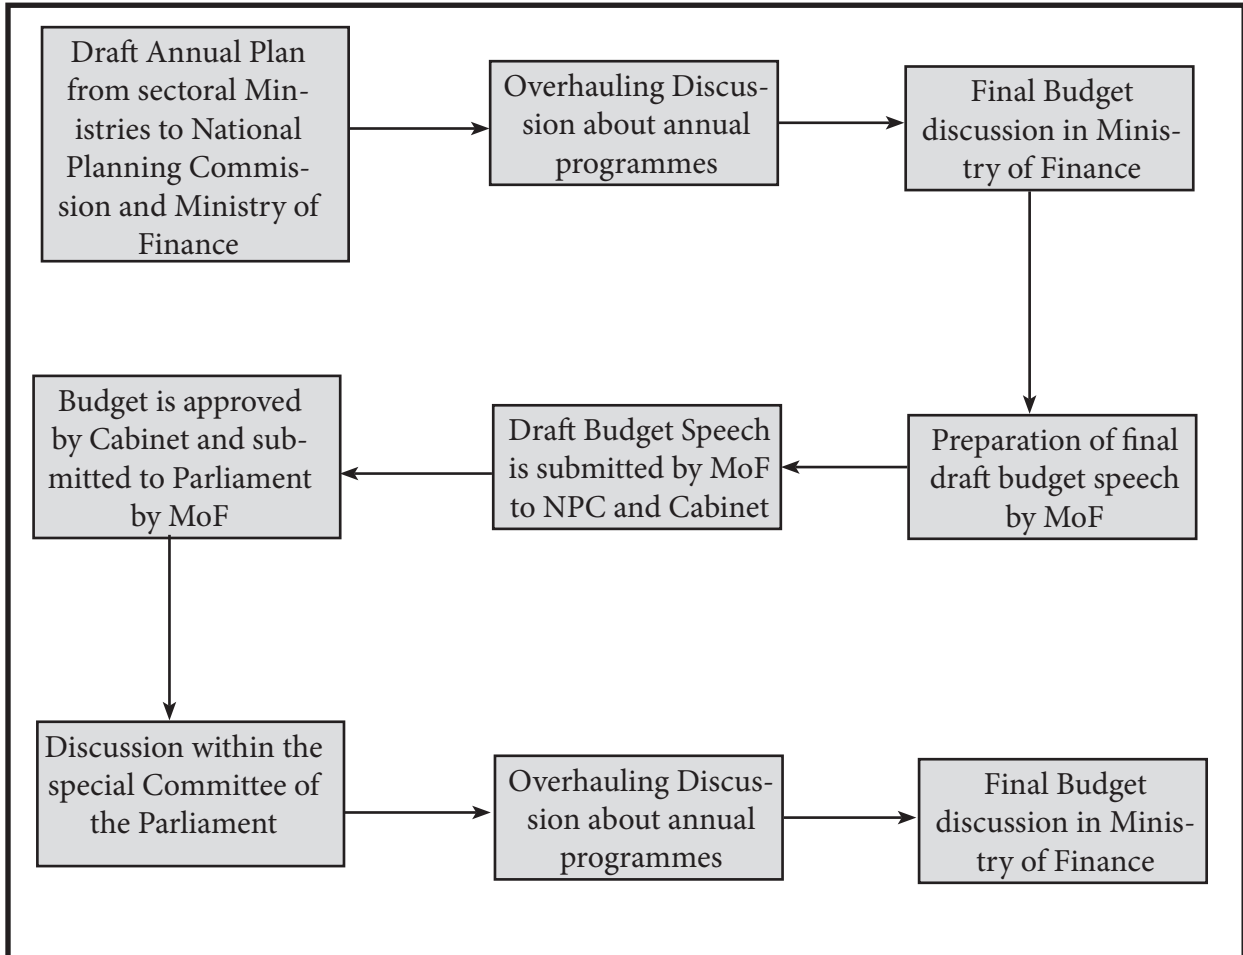 Draft Annual Plan
from sectoral Min-
istries to National
Planning Commis-
sion and Ministry of
Finance
Overhauling Discus-
sion about annual
programmes
Final Budget
discussion in Minis-
try of Finance
Preparation of final
draft budget speech
by MoF
Draft Budget Speech
is submitted by MoF
to NPC and Cabinet
Budget is approved
by Cabinet and sub-
mitted to Parliament
by MoF
Discussion within the
special Committee of
the Parliament
Overhauling Discus-
sion about annual
programmes
Final Budget
discussion in Minis-
try of Finance